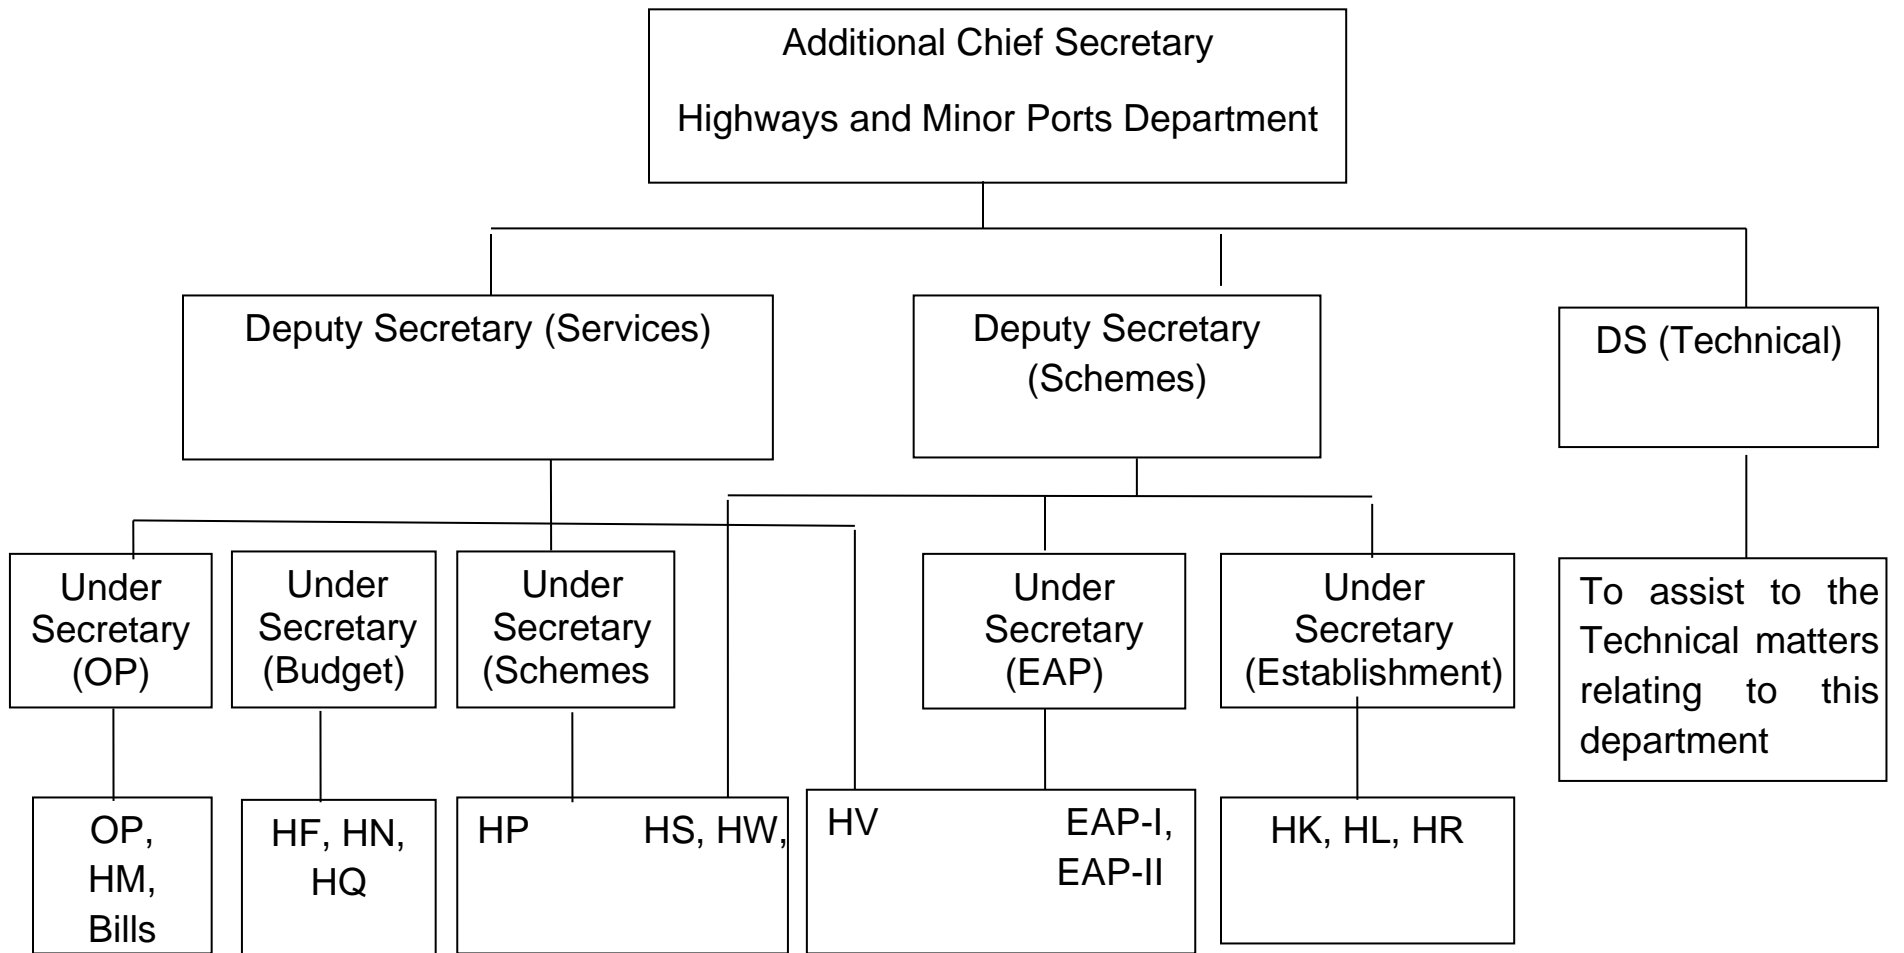 Additional Chief Secretary
Highways and Minor Ports Department
Deputy Secretary (Services)
Deputy Secretary
(Schemes)
DS (Technical)
Under
Secretary
(OP)
Under
Secretary
(Budget)
Under
Secretary
(Schemes
Under
Secretary
(EAP)
Under
Secretary
(Establishment)
To assist to the
Technical matters
relating to this
department
OP,
HM,
Bills
HF, HN,
HQ
HP HS, HW,
HV EAP-I,
EAP-II
HK, HL, HR